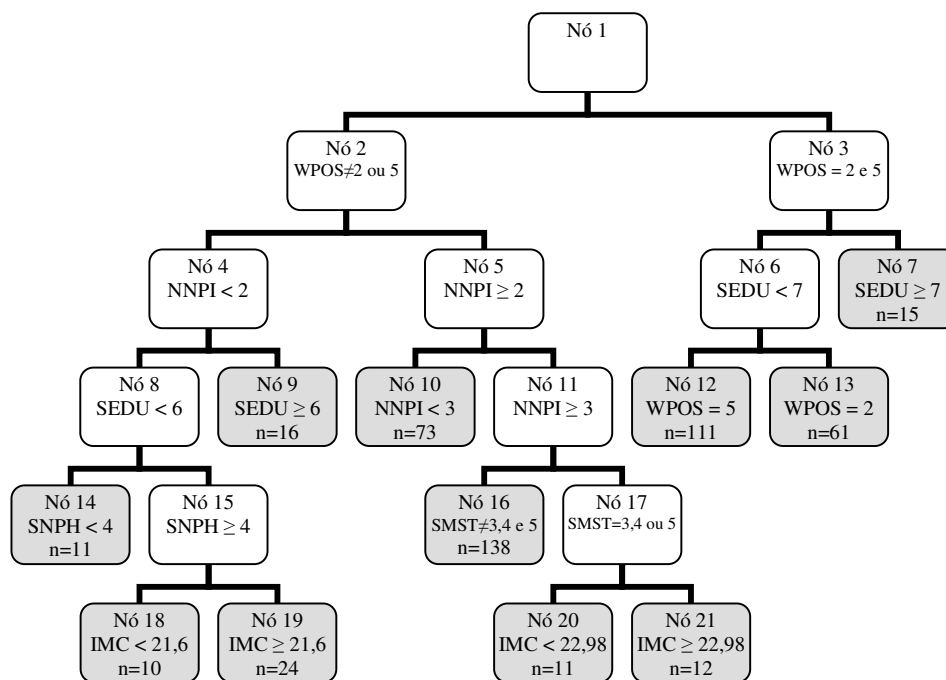 Nó 1
Nó 2
WPOS≠2 ou 5
Nó 3
WPOS = 2 e 5
Nó 4
NNPI < 2
Nó 5
NNPI ≥ 2
Nó 6
SEDU < 7
Nó 7
SEDU ≥ 7
n=15
Nó 8
SEDU < 6
Nó 9
SEDU ≥ 6
n=16
Nó 10
NNPI < 3
n=73
Nó 11
NNPI ≥ 3
Nó 12
WPOS = 5
n=111
Nó 13
WPOS = 2
n=61
Nó 14
SNPH < 4
n=11
Nó 15
SNPH ≥ 4
Nó 16
SMST≠3,4 e 5
n=138
Nó 17
SMST=3,4 ou 5
Nó 18
IMC < 21,6
n=10
Nó 19
IMC ≥ 21,6
n=24
Nó 20
IMC < 22,98
n=11
Nó 21
IMC ≥ 22,98
n=12